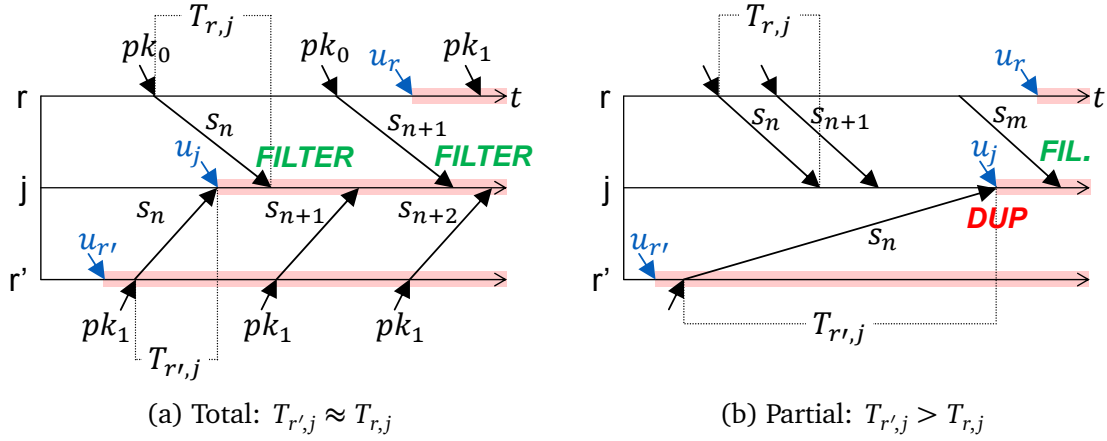 T_{r,j}
pk_0
pk_0
u_r
pk_1
r
t
s_n
s_{n+1}
u_j
FILTER
FILTER
j
s_n
s_{n+1}
s_{n+2}
u_{r'}
r'
pk_1
pk_1
pk_1
T_{r',j}
(a) Total: T_{r',j} ≈ T_{r,j}
T_{r,j}
u_r
r
t
s_n
s_{n+1}
s_m
u_j
FIL.
j
DUP
s_n
u_{r'}
r'
T_{r',j}
(b) Partial: T_{r',j} > T_{r,j}